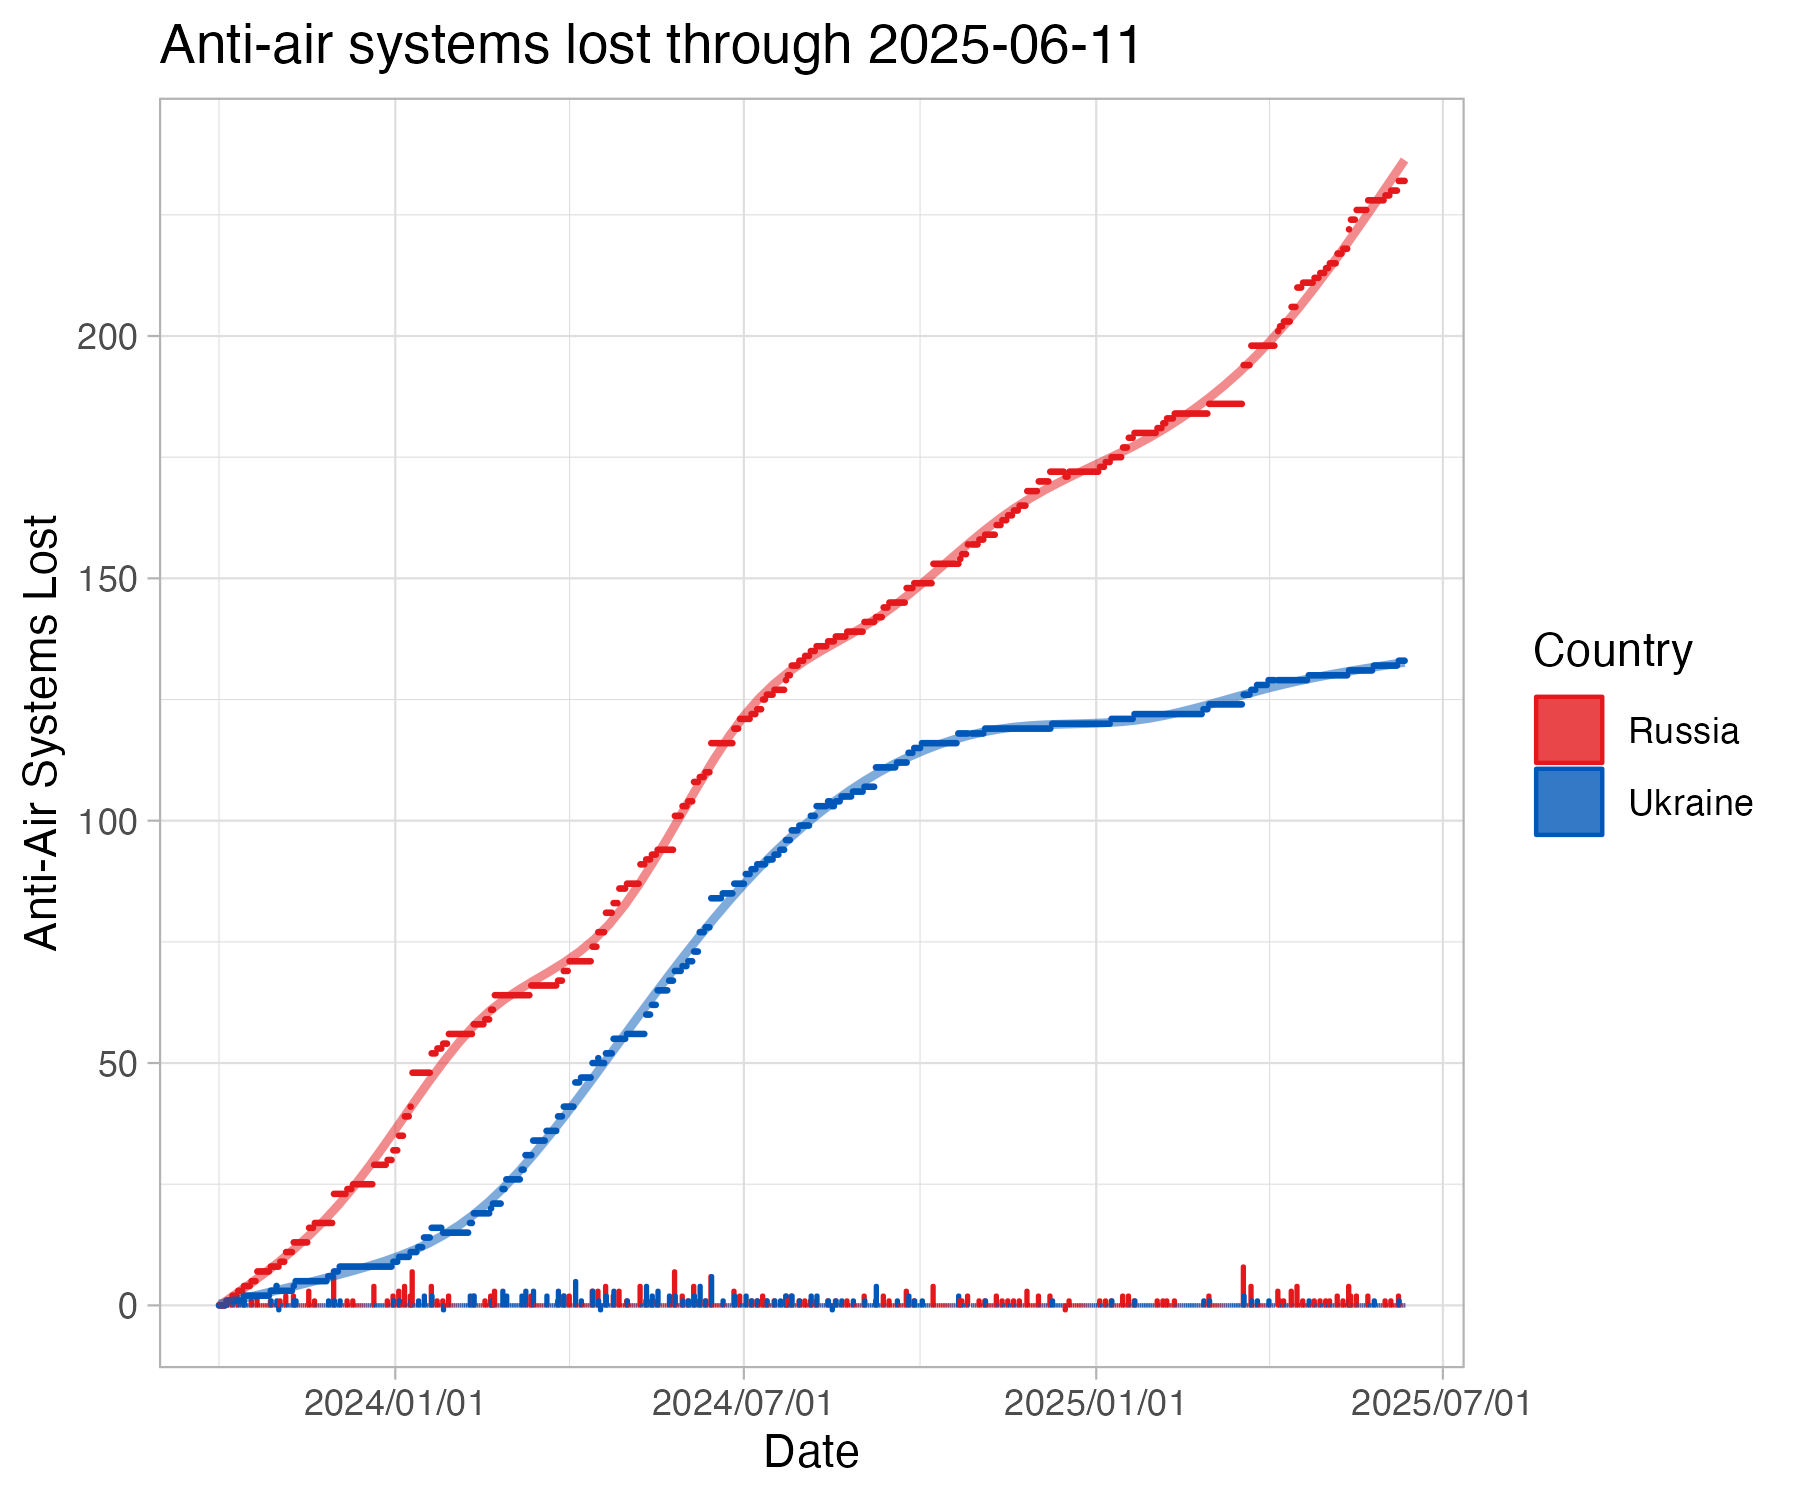 Anti-air systems lost through 2025-06-11
Anti-Air Systems Lost
200
150
100
50
0
2024/01/01
2024/07/01
2025/01/01
2025/07/01
Date
Country
Russia
Ukraine